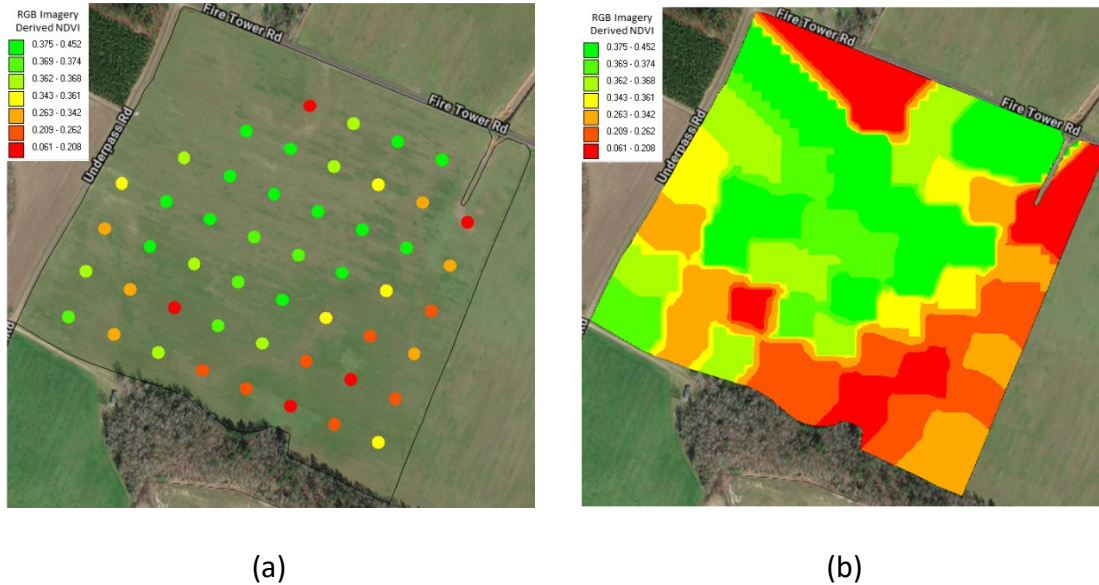 RGB Imagery
Derived NDVI
0.375 - 0.452
0.369 - 0.374
0.362 - 0.368
0.343 - 0.361
0.263 - 0.342
0.209 - 0.262
0.061 - 0.208
Fire Tower Rd
Fire Tower Rd
Underpass Rd
Rd
(a)
RGB Imagery
Derived NDVI
0.375 - 0.452
0.369 - 0.374
0.362 - 0.368
0.343 - 0.361
0.263 - 0.342
0.209 - 0.262
0.061 - 0.208
Fire Tower Rd
Fire Tower Rd
Underpass Rd
Rd
(b)